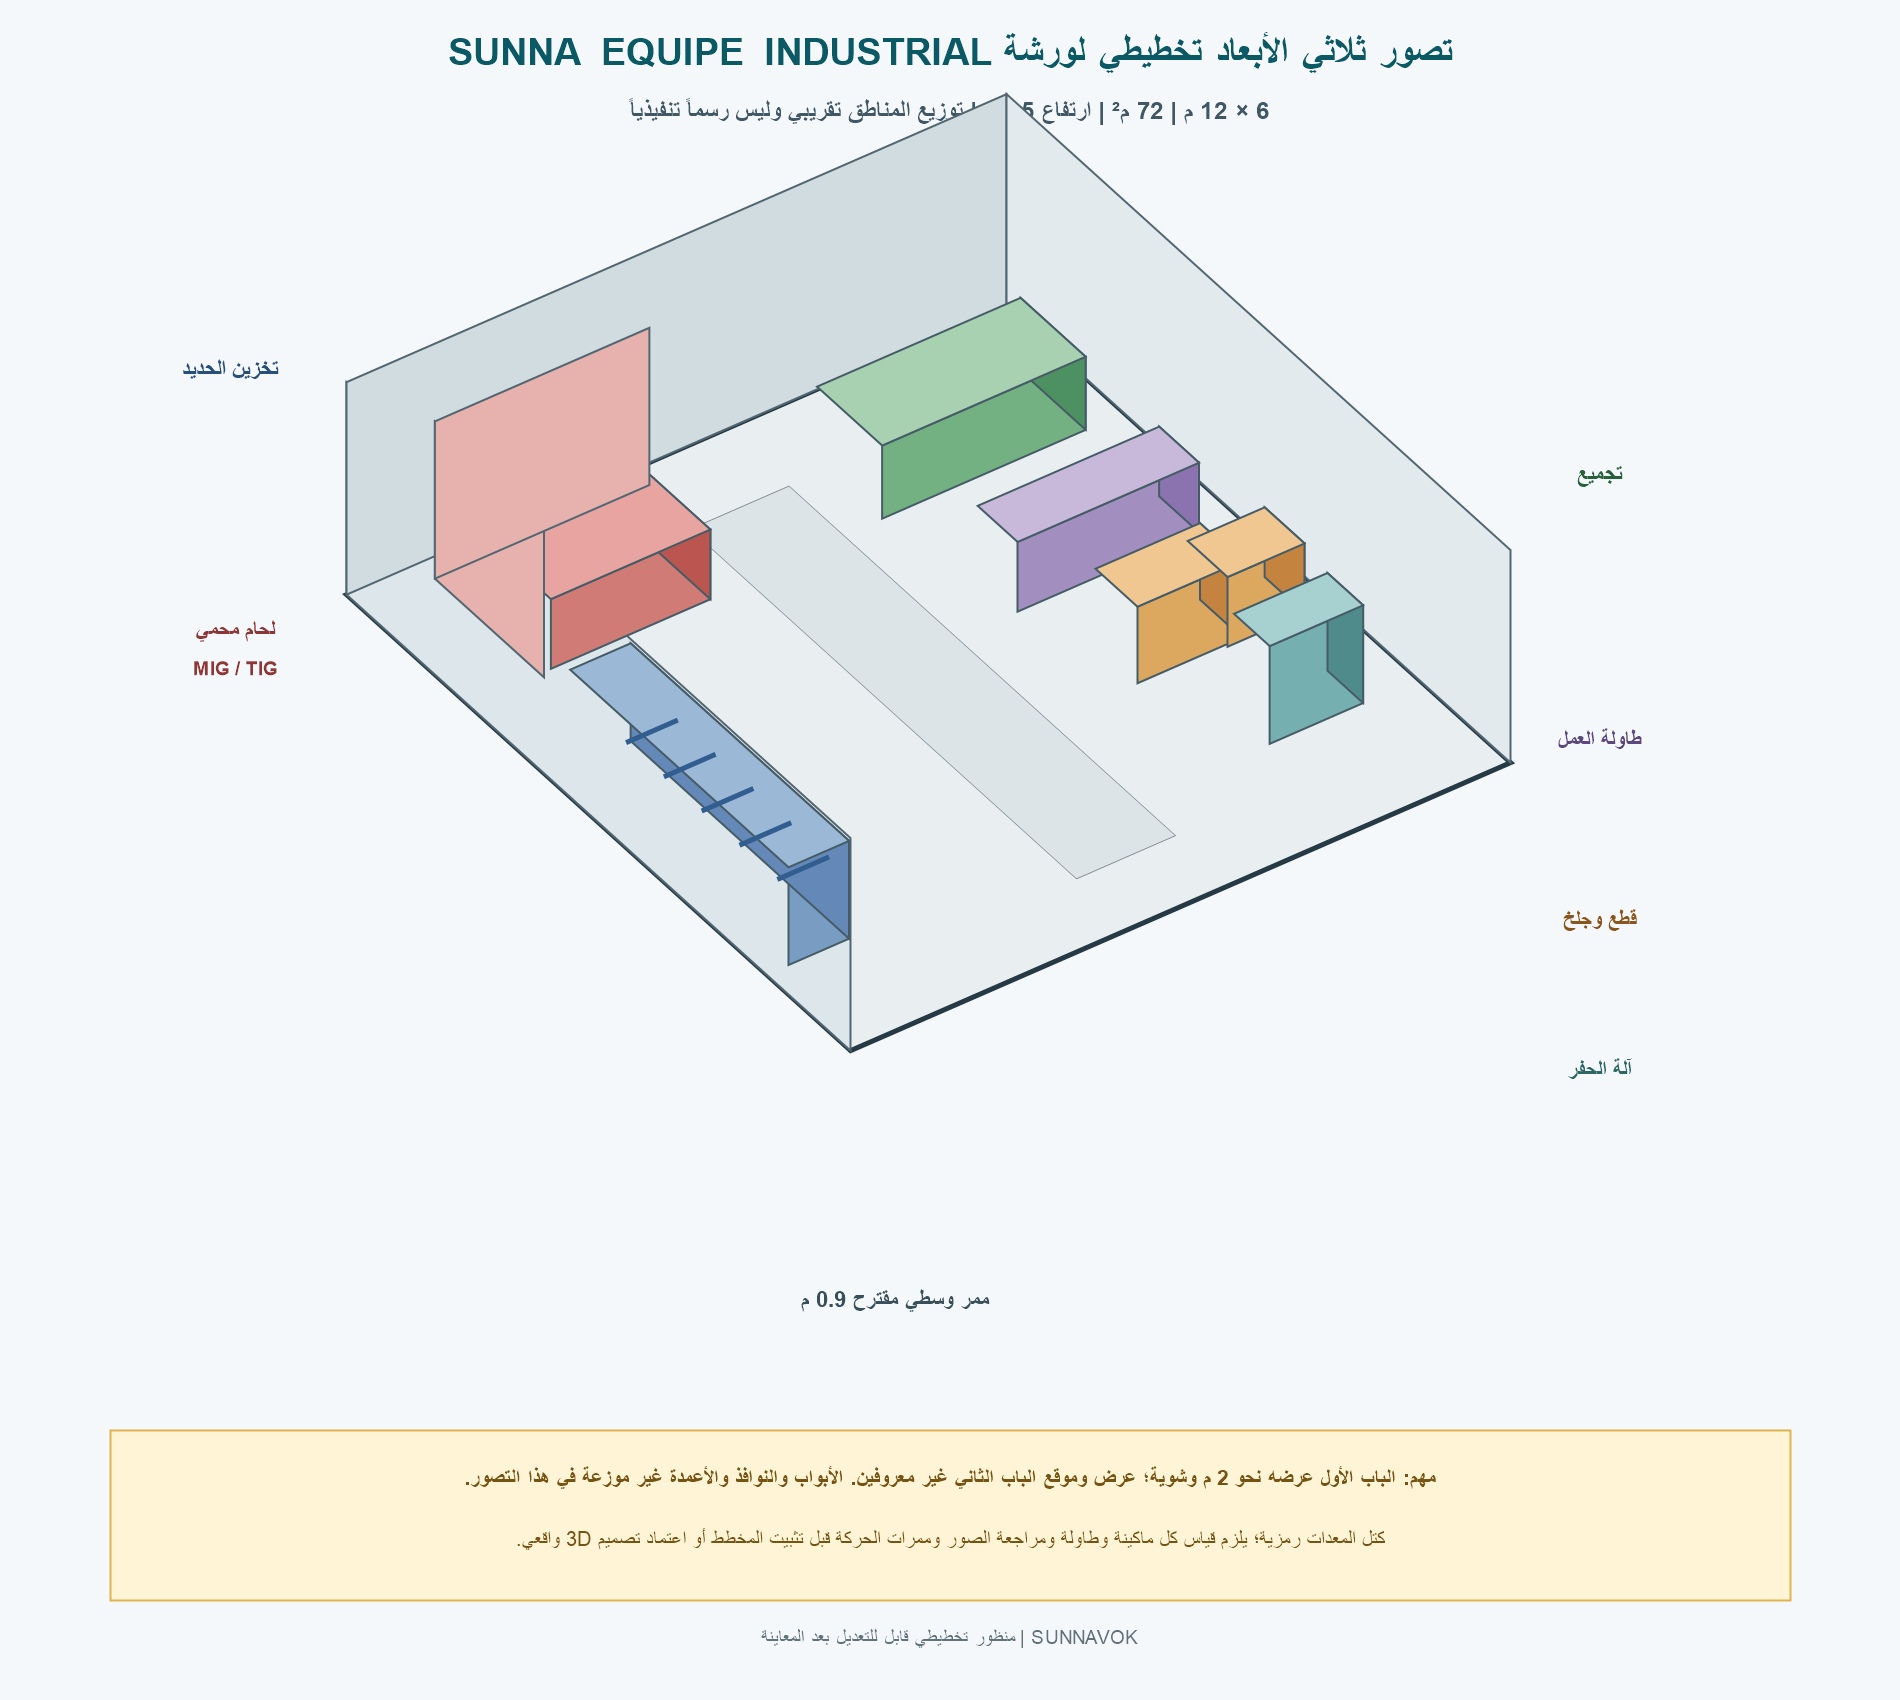 تصور ثلاثي الأبعاد تخطيطي لورشة SUNNA EQUIPE INDUSTRIAL
6 × 12 م | 72 م² | ارتفاع 5 | توزيع المناطق تقريبي وليس رسماً تنفيذياً
تخزين الحديد
تجميع
لحام محمي
MIG / TIG
طاولة العمل
قطع وجلخ
آلة الحفر
ممر وسطي مقترح 0.9 م
مهم: الباب الأول عرضه نحو 2 م وشوية؛ عرض وموقع الباب الثاني غير معروفين. الأبواب والنوافذ والأعمدة غير موزعة في هذا التصور.
كتل المعدات رمزية؛ يلزم قياس كل ماكينة وطاولة ومراجعة الصور وممرات الحركة قبل تثبيت المخطط أو اعتماد تصميم 3D واقعي.
SUNNAVOK | منظور تخطيطي قابل للتعديل بعد المعاينة